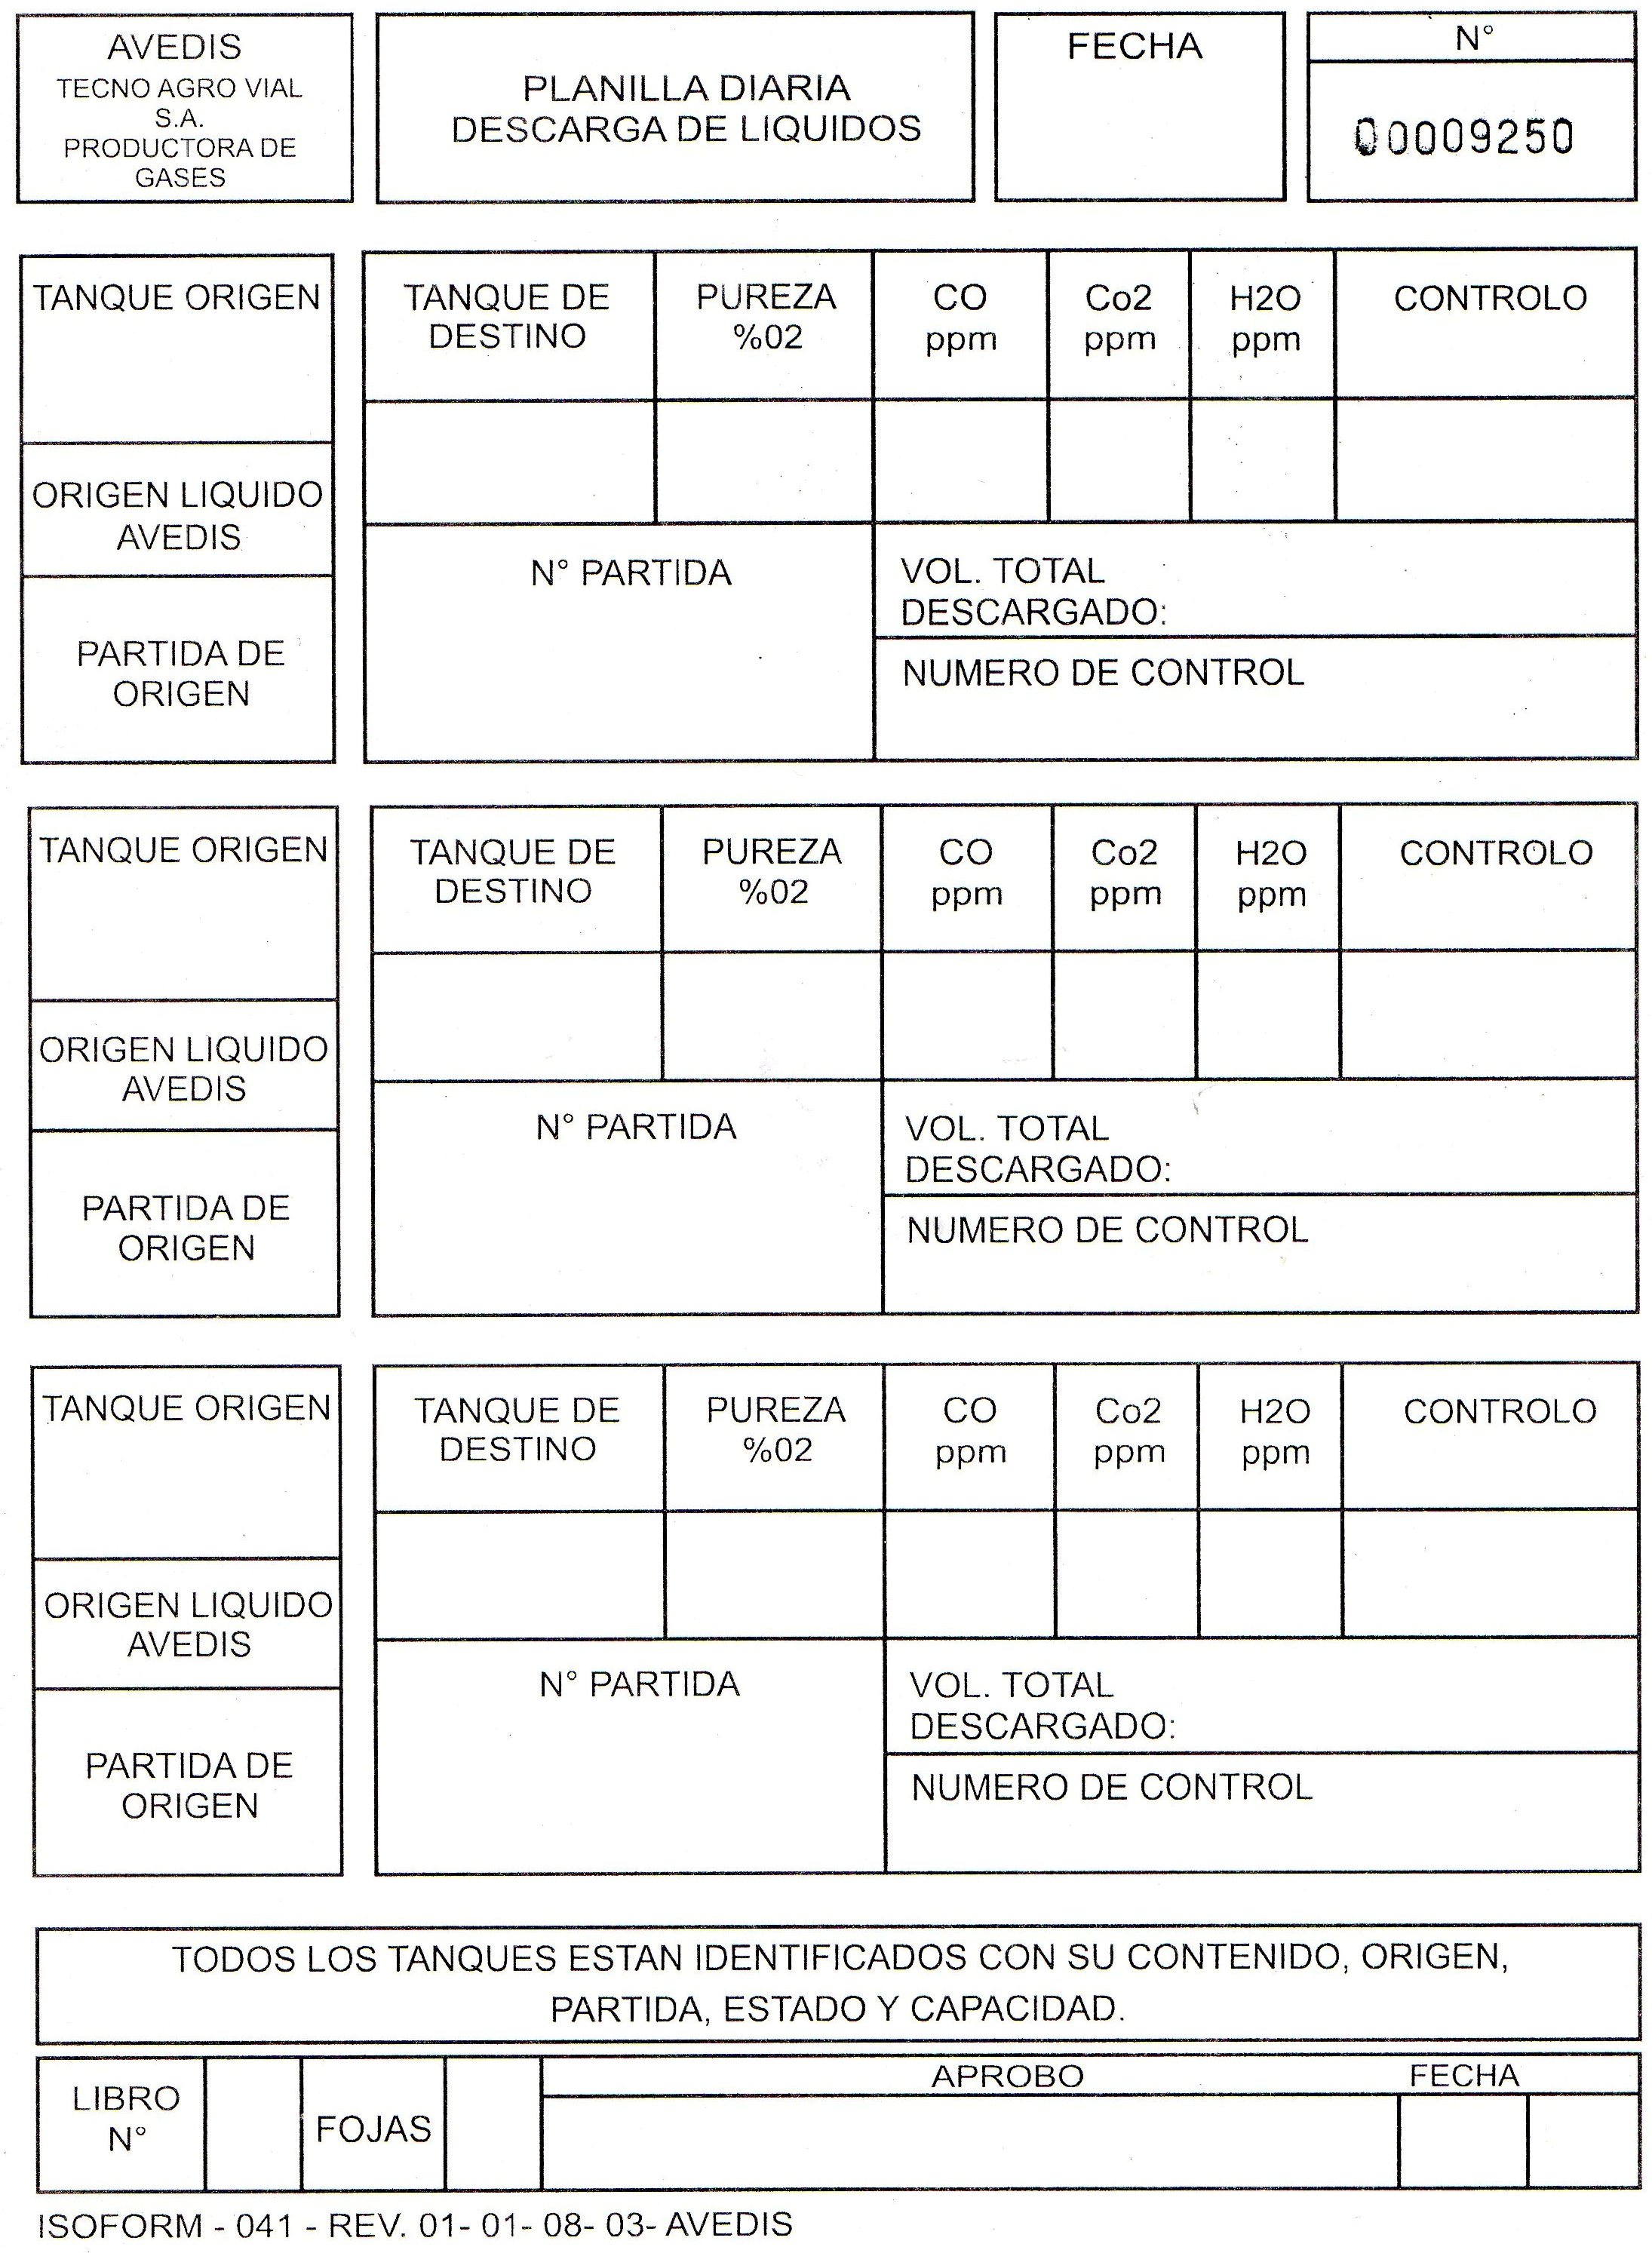 AVEDIS
TECNO AGRO VIAL
S.A.
PRODUCTORA DE
GASES
PLANILLA DIARIA
DESCARGA DE LIQUIDOS
FECHA
N°
00009250
TANQUE ORIGEN
ORIGEN LIQUIDO
AVEDIS
PARTIDA DE
ORIGEN
TANQUE DE
DESTINO
PUREZA
%02
CO
ppm
Co2
ppm
H2O
ppm
CONTROLO
N° PARTIDA
VOL. TOTAL
DESCARGADO:
NUMERO DE CONTROL
TANQUE ORIGEN
ORIGEN LIQUIDO
AVEDIS
PARTIDA DE
ORIGEN
TANQUE DE
DESTINO
PUREZA
%02
CO
ppm
Co2
ppm
H2O
ppm
CONTROLO
N° PARTIDA
VOL. TOTAL
DESCARGADO:
NUMERO DE CONTROL
TANQUE ORIGEN
ORIGEN LIQUIDO
AVEDIS
PARTIDA DE
ORIGEN
TANQUE DE
DESTINO
PUREZA
%02
CO
ppm
Co2
ppm
H2O
ppm
CONTROLO
N° PARTIDA
VOL. TOTAL
DESCARGADO:
NUMERO DE CONTROL
TODOS LOS TANQUES ESTAN IDENTIFICADOS CON SU CONTENIDO, ORIGEN,
PARTIDA, ESTADO Y CAPACIDAD.
LIBRO
N°
FOJAS
APROBO
FECHA
ISOFORM - 041 - REV. 01- 01- 08- 03- AVEDIS